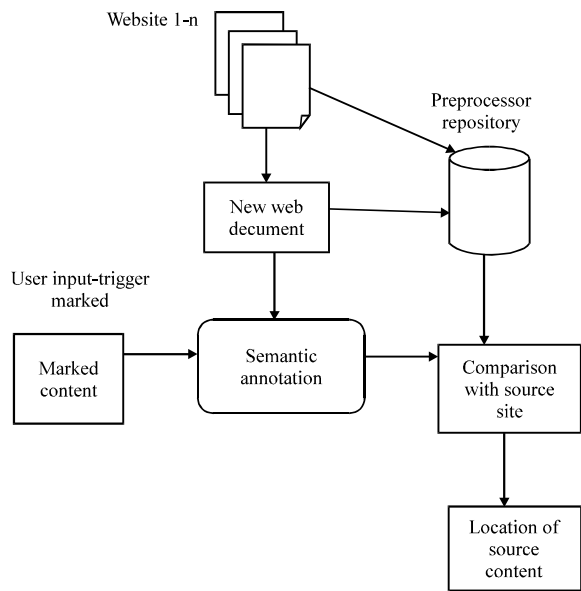 Website 1-n
Preprocessor
repository
New web
decument
User input-trigger
marked
Marked
content
Semantic
annotation
Comparison
with source
site
Location of
source
content